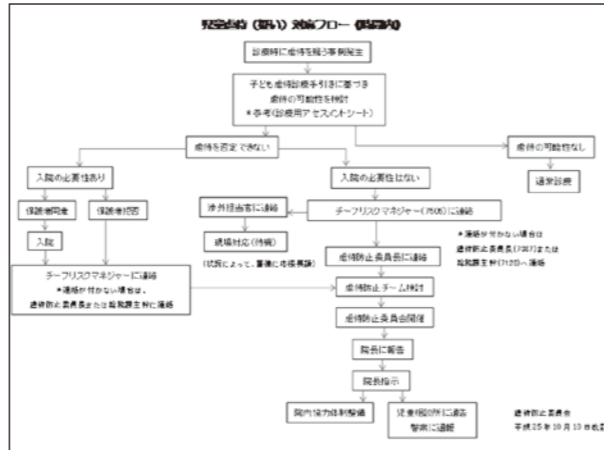 児童虐待（疑い）対応フロー（時間内）
診療時に虐待を疑う事例発生
子ども虐待診療手引きに基づき
虐待の可能性を検討
＊参考（診療用アセスメントシート）
虐待を否定できない
虐待の可能性なし
入院の必要性あり
入院の必要性はない
通常診療
保護者同意
保護者拒否
渉外担当官に連絡
チーフリスクマネジャー（7506）に連絡
入院
現場対応（待機）
（状況によって、警備に応援要請）
＊連絡が付かない場合は
虐待防止委員長
または
へ連絡
虐待防止委員長に連絡
チーフリスクマネジャーに連絡
＊連絡が付かない場合は、
虐待防止委員長または総務課主幹に連絡
虐待防止チーム検討
虐待防止委員会開催
院長に報告
院長指示
院内協力体制整備
児童相談所に通告
警察に通報
虐待防止委員会
平成25年10月13日改訂